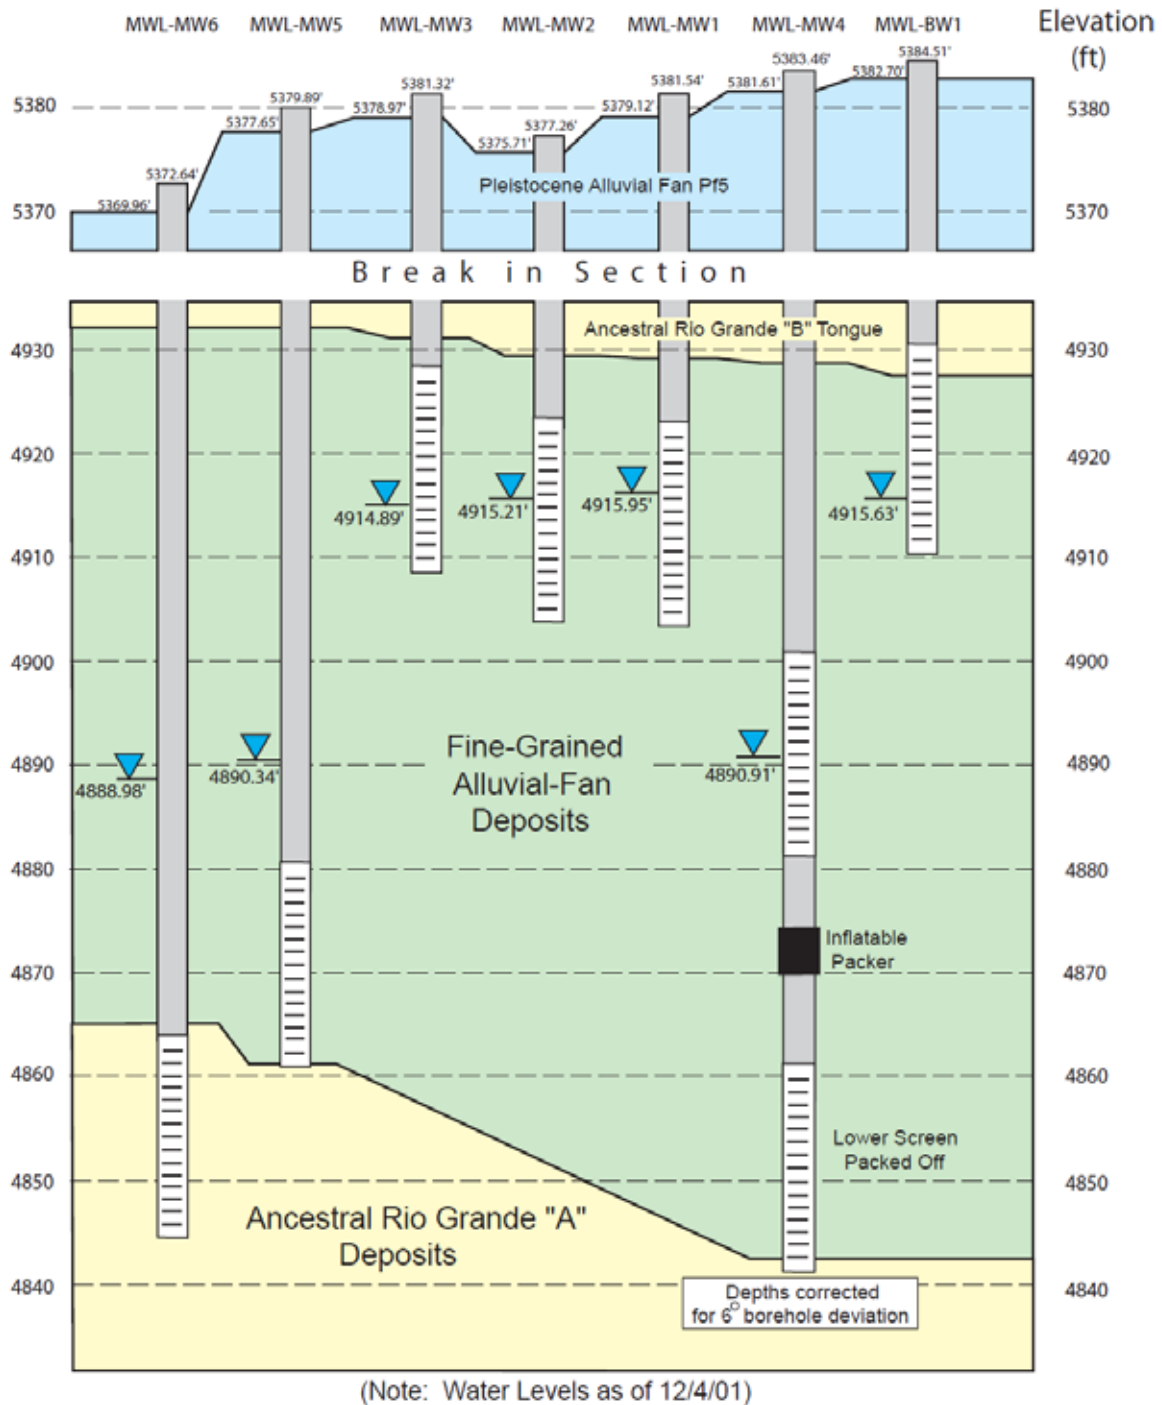 MWL-MW6 MWL-MW5 MWL-MW3 MWL-MW2 MWL-MW1 MWL-MW4 MWL-BW1
Elevation
(ft)
5384.51'
5383.46'
5382.70'
5381.54'
5381.32'
5381.61'
5379.89'
5380 5378.97' 5379.12' 5380
5377.65' 5377.26'
5375.71'
5372.64' Pleistocene Alluvial Fan Pf5
5369.96'
5370 5370
Break in Section
Ancestral Rio Grande "B" Tongue
4930 4930
4920 4920
4914.89' 4915.21' 4915.95' 4915.63'
4910 4910
4900 4900
Fine-Grained
Alluvial-Fan
Deposits
4890 4890
4888.98' 4890.34' 4890.91'
4880 4880
Inflatable
Packer
4870 4870
4860 4860
Lower Screen
Packed Off
4850 4850
Ancestral Rio Grande "A"
Deposits
4840 4840
Depths corrected
for 6° borehole deviation
(Note: Water Levels as of 12/4/01)